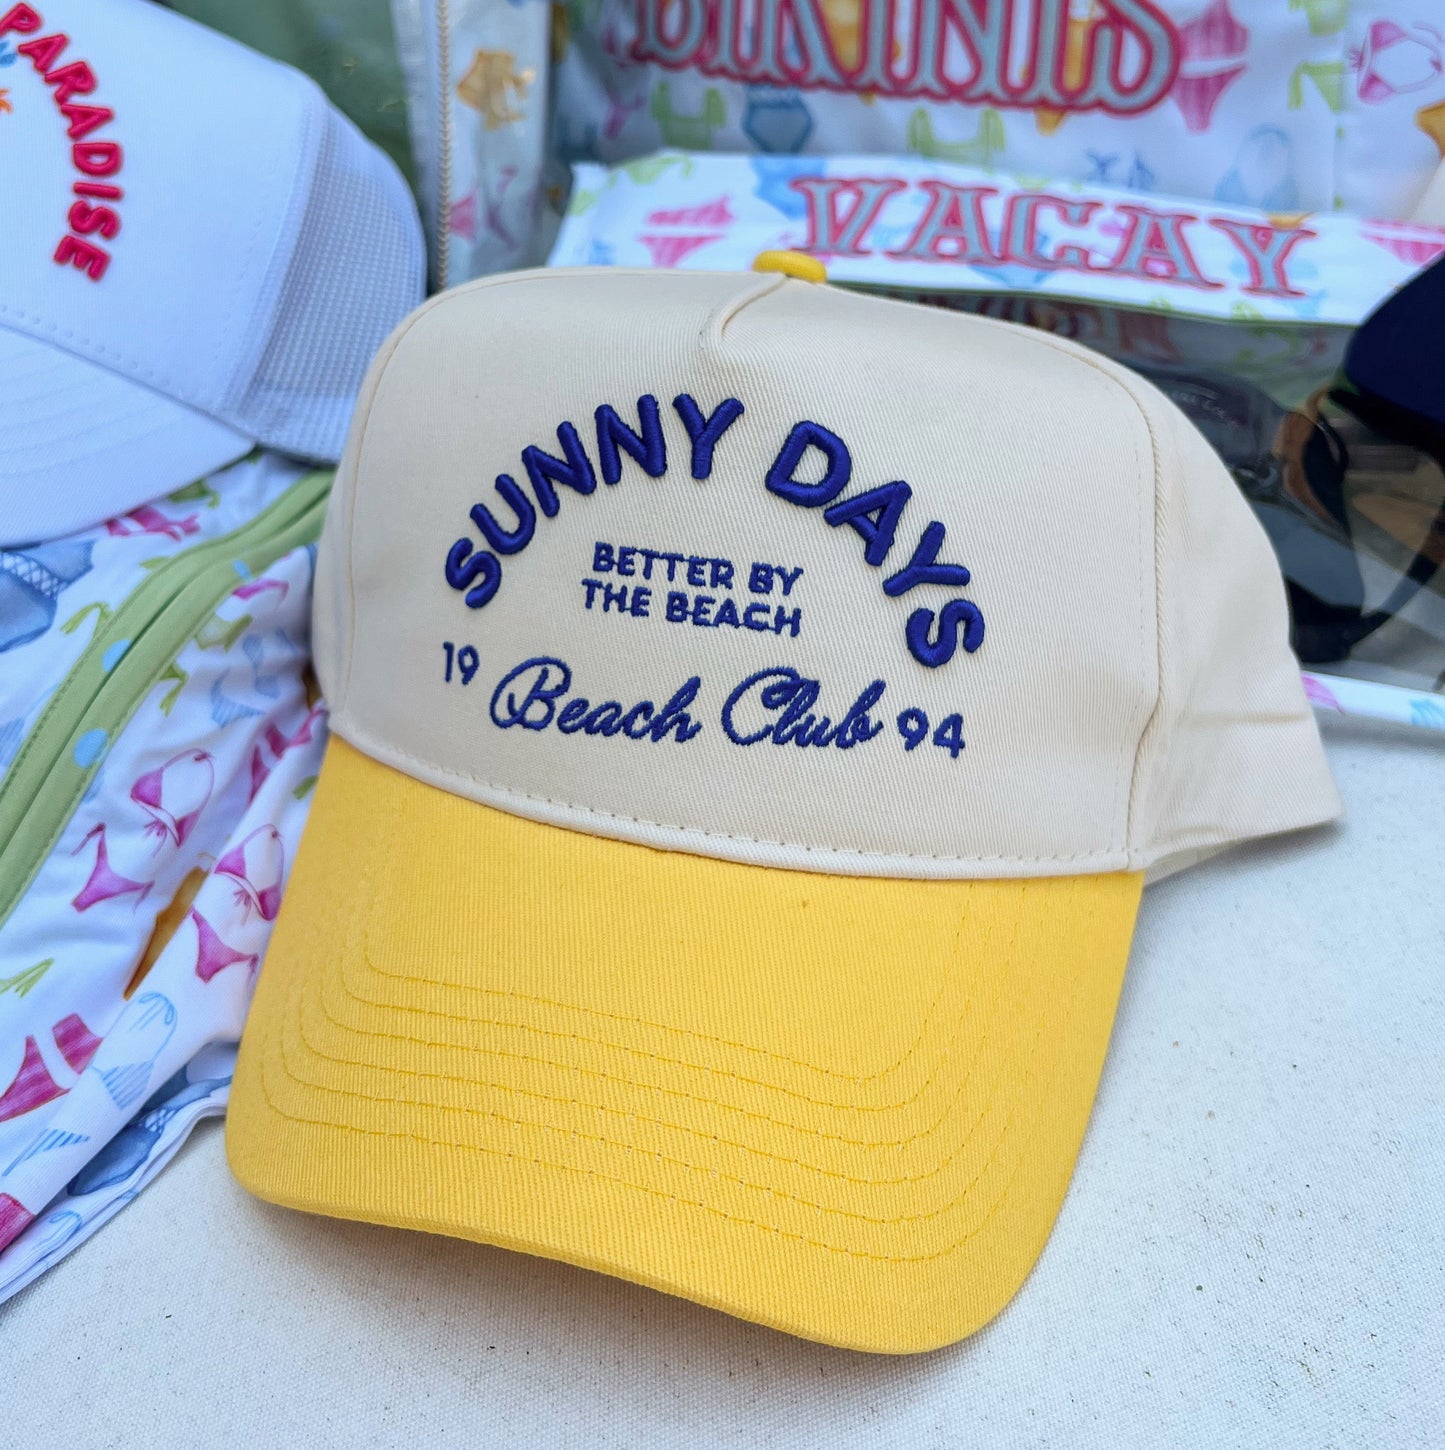 PARADISE
BIKINIS
VACAY
SUNNY DAYS
BETTER BY
THE BEACH
19 Beach Club 94